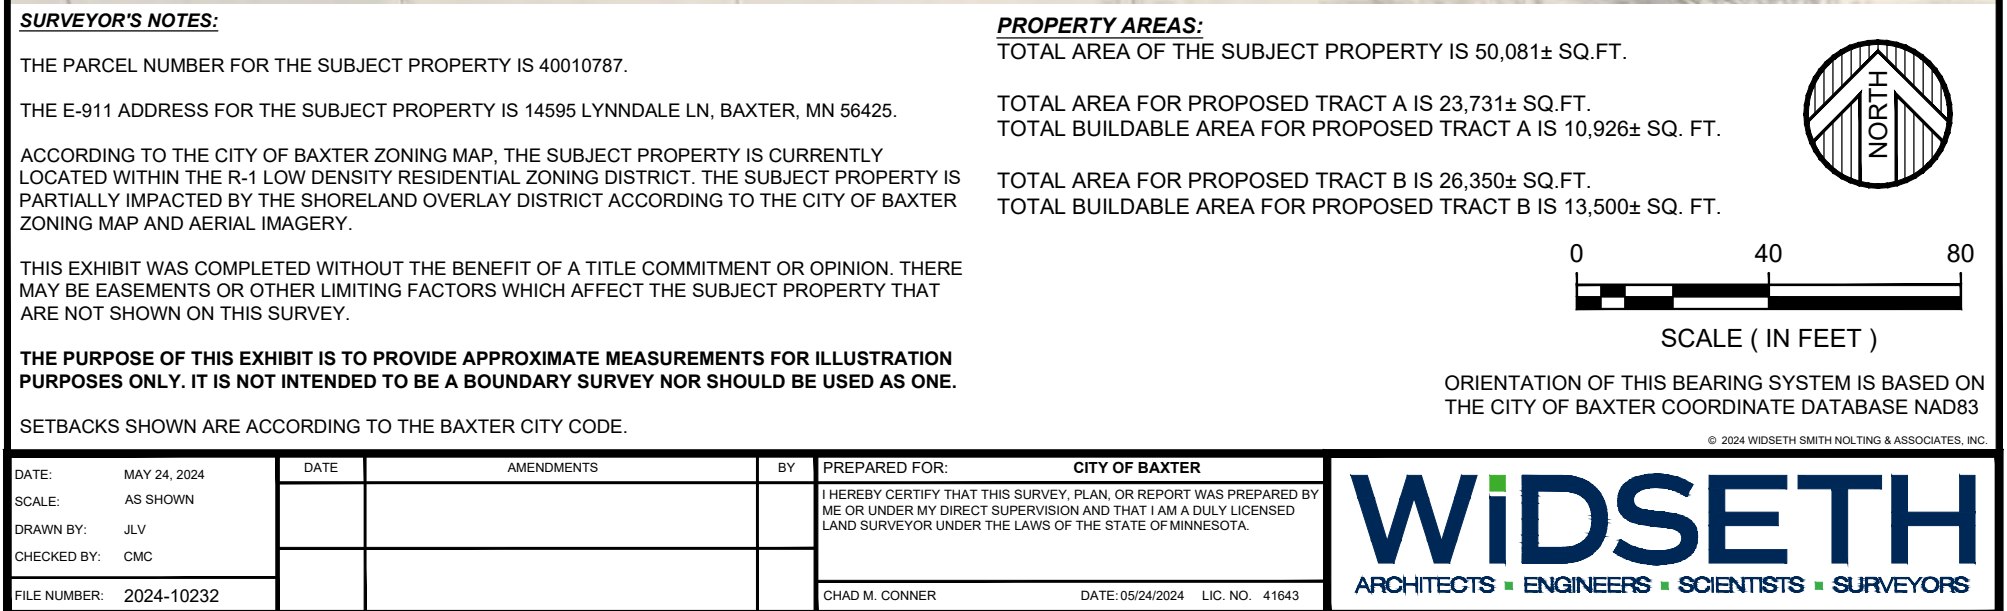 SURVEYOR'S NOTES:
THE PARCEL NUMBER FOR THE SUBJECT PROPERTY IS 40010787.
THE E-911 ADDRESS FOR THE SUBJECT PROPERTY IS 14595 LYNNDALE LN, BAXTER, MN 56425.
ACCORDING TO THE CITY OF BAXTER ZONING MAP, THE SUBJECT PROPERTY IS CURRENTLY
LOCATED WITHIN THE R-1 LOW DENSITY RESIDENTIAL ZONING DISTRICT. THE SUBJECT PROPERTY IS
PARTIALLY IMPACTED BY THE SHORELAND OVERLAY DISTRICT ACCORDING TO THE CITY OF BAXTER
ZONING MAP AND AERIAL IMAGERY.
THIS EXHIBIT WAS COMPLETED WITHOUT THE BENEFIT OF A TITLE COMMITMENT OR OPINION. THERE
MAY BE EASEMENTS OR OTHER LIMITING FACTORS WHICH AFFECT THE SUBJECT PROPERTY THAT
ARE NOT SHOWN ON THIS SURVEY.
THE PURPOSE OF THIS EXHIBIT IS TO PROVIDE APPROXIMATE MEASUREMENTS FOR ILLUSTRATION
PURPOSES ONLY. IT IS NOT INTENDED TO BE A BOUNDARY SURVEY NOR SHOULD BE USED AS ONE.
SETBACKS SHOWN ARE ACCORDING TO THE BAXTER CITY CODE.
PROPERTY AREAS:
TOTAL AREA OF THE SUBJECT PROPERTY IS 50,081± SQ.FT.
TOTAL AREA FOR PROPOSED TRACT A IS 23,731± SQ.FT.
TOTAL BUILDABLE AREA FOR PROPOSED TRACT A IS 10,926± SQ. FT.
TOTAL AREA FOR PROPOSED TRACT B IS 26,350± SQ.FT.
TOTAL BUILDABLE AREA FOR PROPOSED TRACT B IS 13,500± SQ. FT.
NORTH
0 40 80
SCALE ( IN FEET )
ORIENTATION OF THIS BEARING SYSTEM IS BASED ON
THE CITY OF BAXTER COORDINATE DATABASE NAD83
© 2024 WIDSETH SMITH NOLTING & ASSOCIATES, INC.
DATE: MAY 24, 2024
SCALE: AS SHOWN
DRAWN BY: JLV
CHECKED BY: CMC
FILE NUMBER: 2024-10232
DATE AMENDMENTS BY
PREPARED FOR: CITY OF BAXTER
I HEREBY CERTIFY THAT THIS SURVEY, PLAN, OR REPORT WAS PREPARED BY
ME OR UNDER MY DIRECT SUPERVISION AND THAT I AM A DULY LICENSED
LAND SURVEYOR UNDER THE LAWS OF THE STATE OF MINNESOTA.
CHAD M. CONNER DATE: 05/24/2024 LIC. NO. 41643
WiDSETH
ARCHITECTS ▪ ENGINEERS ▪ SCIENTISTS ▪ SURVEYORS